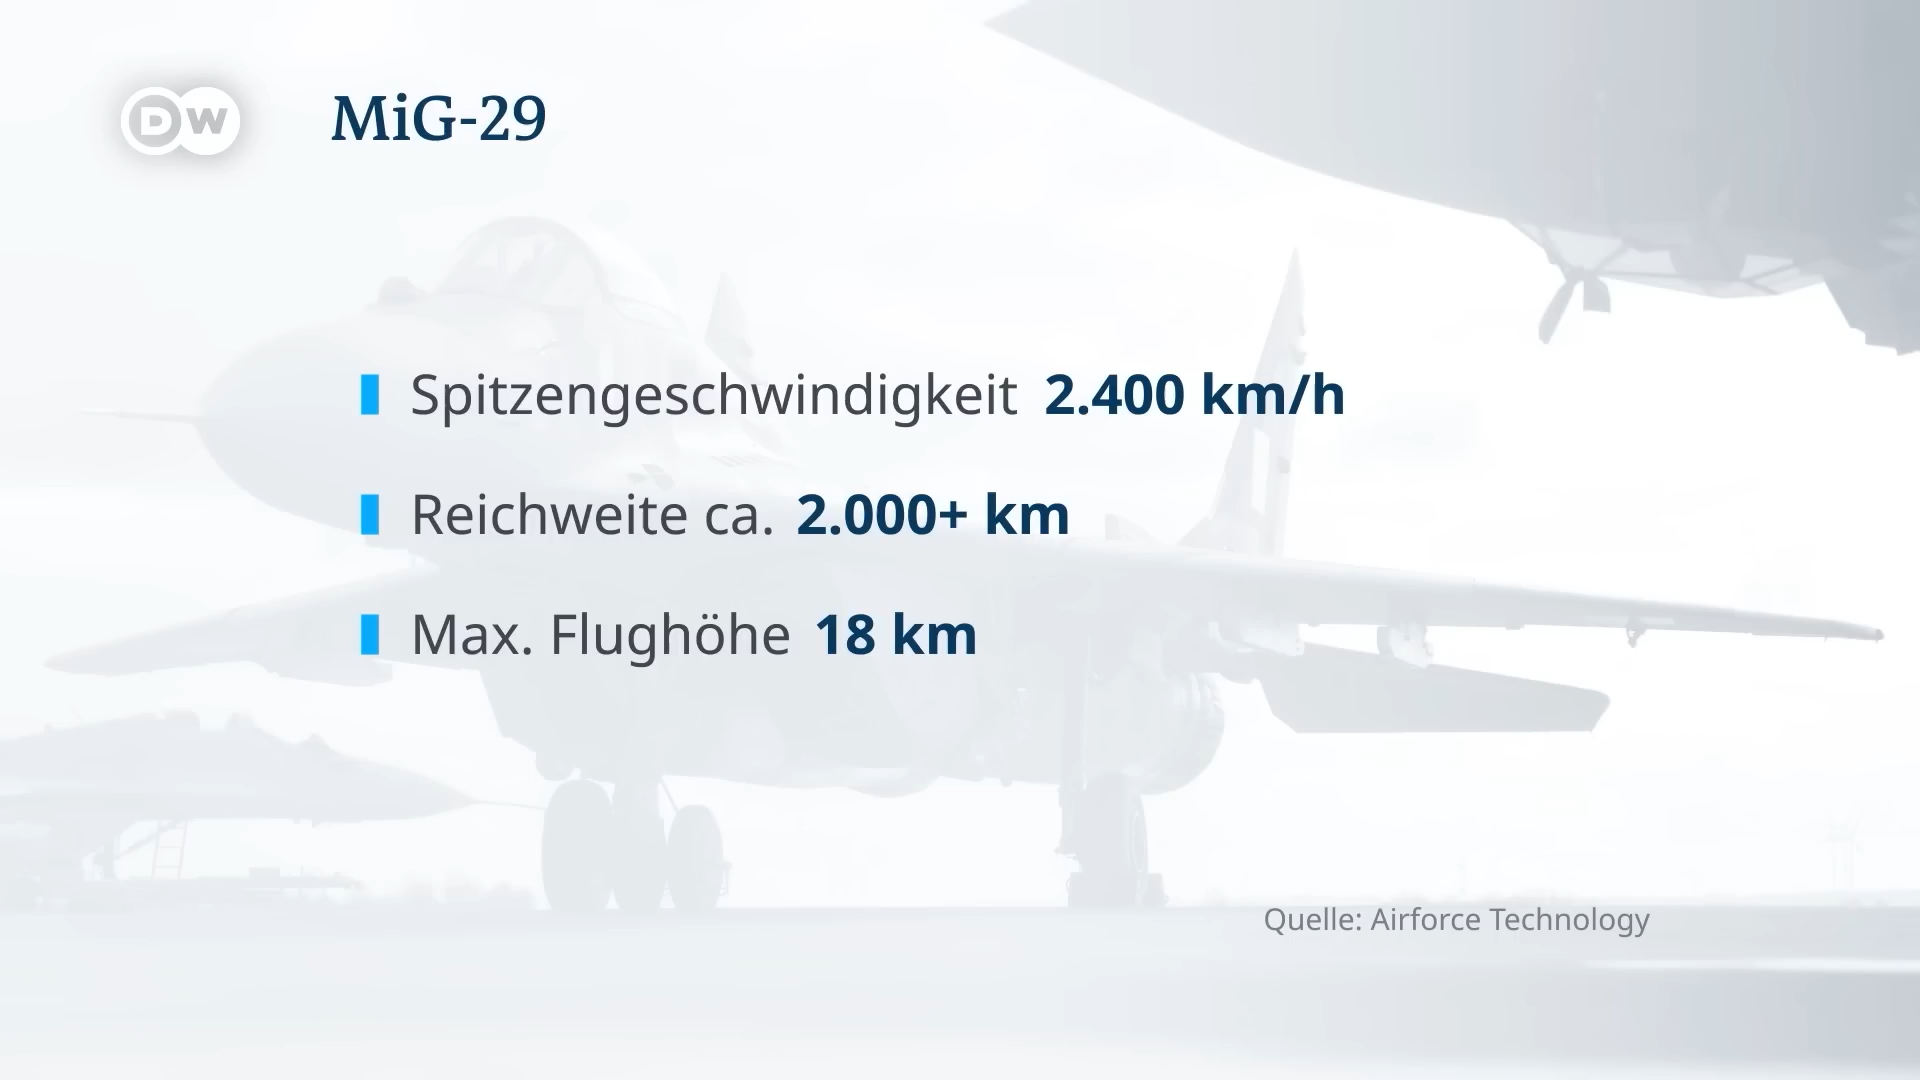 DW
MiG-29
Spitzengeschwindigkeit 2.400 km/h
Reichweite ca. 2.000+ km
Max. Flughöhe 18 km
Quelle: Airforce Technology